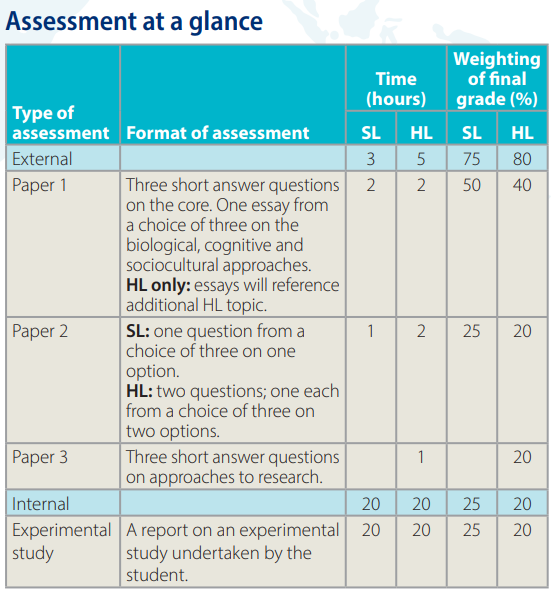 Assessment at a glance
Type of assessment Format of assessment Time (hours) Weighting of final grade (%)
SL HL SL HL
External 3 5 75 80
Paper 1 Three short answer questions 2 2 50 40
on the core. One essay from
a choice of three on the
biological, cognitive and
sociocultural approaches.
HL only: essays will reference
additional HL topic.
Paper 2 SL: one question from a 1 2 25 20
choice of three on one
option.
HL: two questions; one each
from a choice of three on
two options.
Paper 3 Three short answer questions 1 20
on approaches to research.
Internal 20 20 25 20
Experimental A report on an experimental 20 20 25 20
study study undertaken by the
student.